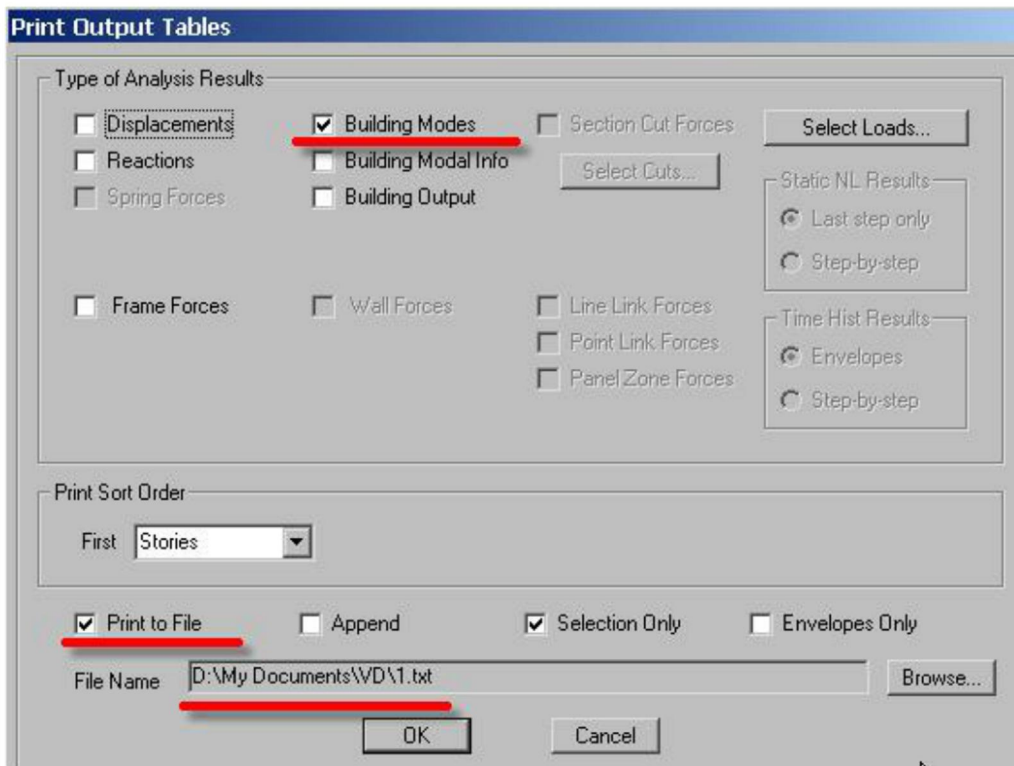 Print Output Tables
Type of Analysis Results
Displacements
Building Modes
Section Cut Forces
Select Loads...
Reactions
Building Modal Info
Select Cuts...
Spring Forces
Building Output
Static NL Results
Last step only
Step-by-step
Frame Forces
Wall Forces
Line Link Forces
Point Link Forces
Panel Zone Forces
Time Hist Results
Envelopes
Step-by-step
Print Sort Order
First Stories
Print to File
Append
Selection Only
Envelopes Only
File Name D:\My Documents\VD\1.txt
Browse...
OK
Cancel